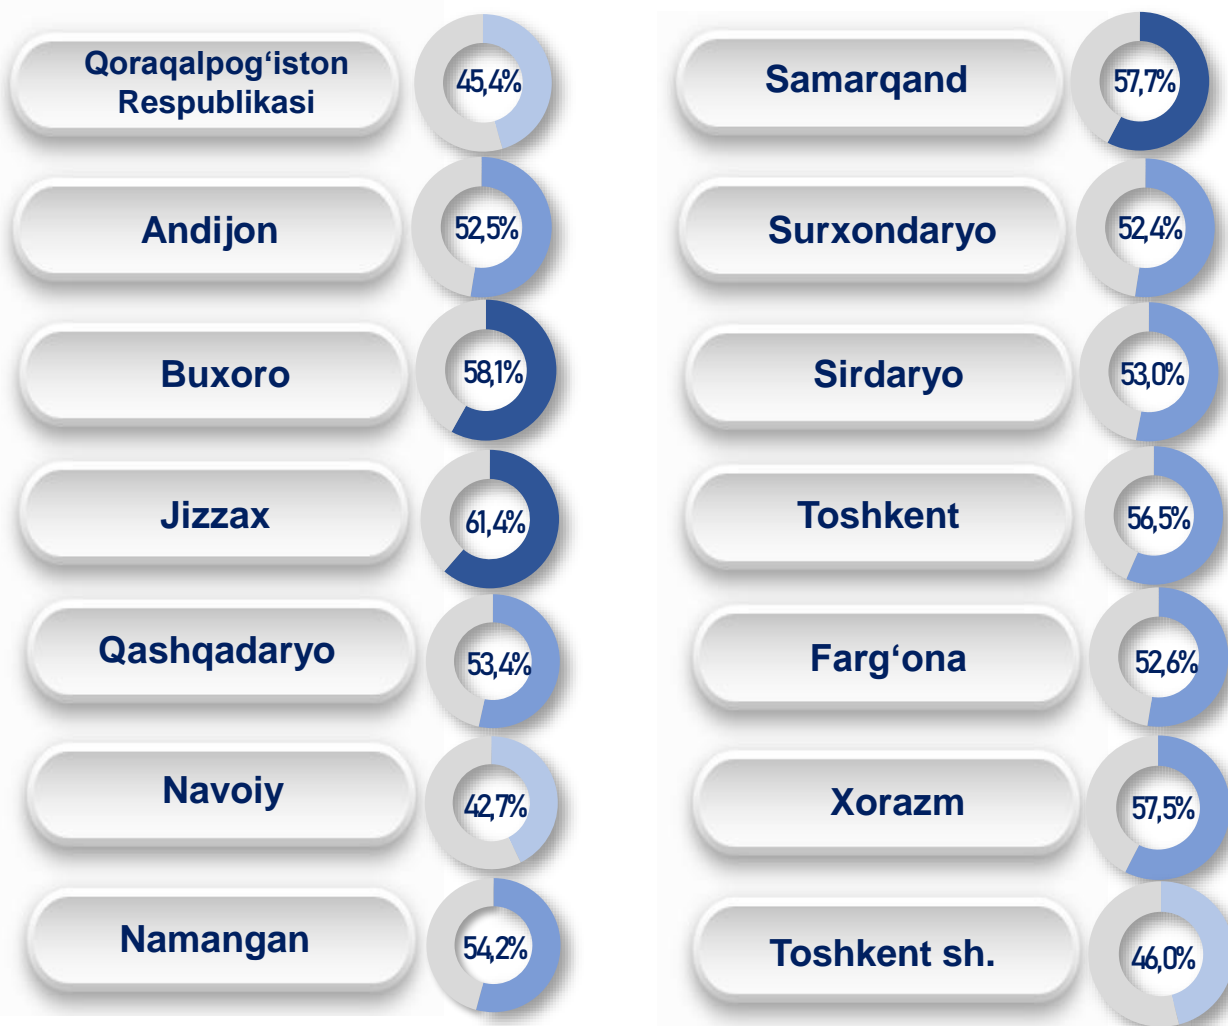 Qoraqalpog‘iston
Respublikasi
45,4%
Andijon
52,5%
Buxoro
58,1%
Jizzax
61,4%
Qashqadaryo
53,4%
Navoiy
42,7%
Namangan
54,2%
Samarqand
57,7%
Surxondaryo
52,4%
Sirdaryo
53,0%
Toshkent
56,5%
Farg‘ona
52,6%
Xorazm
57,5%
Toshkent sh.
46,0%